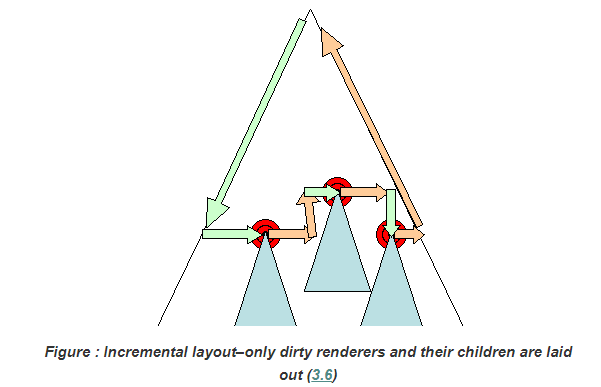 Figure : Incremental layout–only dirty renderers and their children are laid
out (3.6)